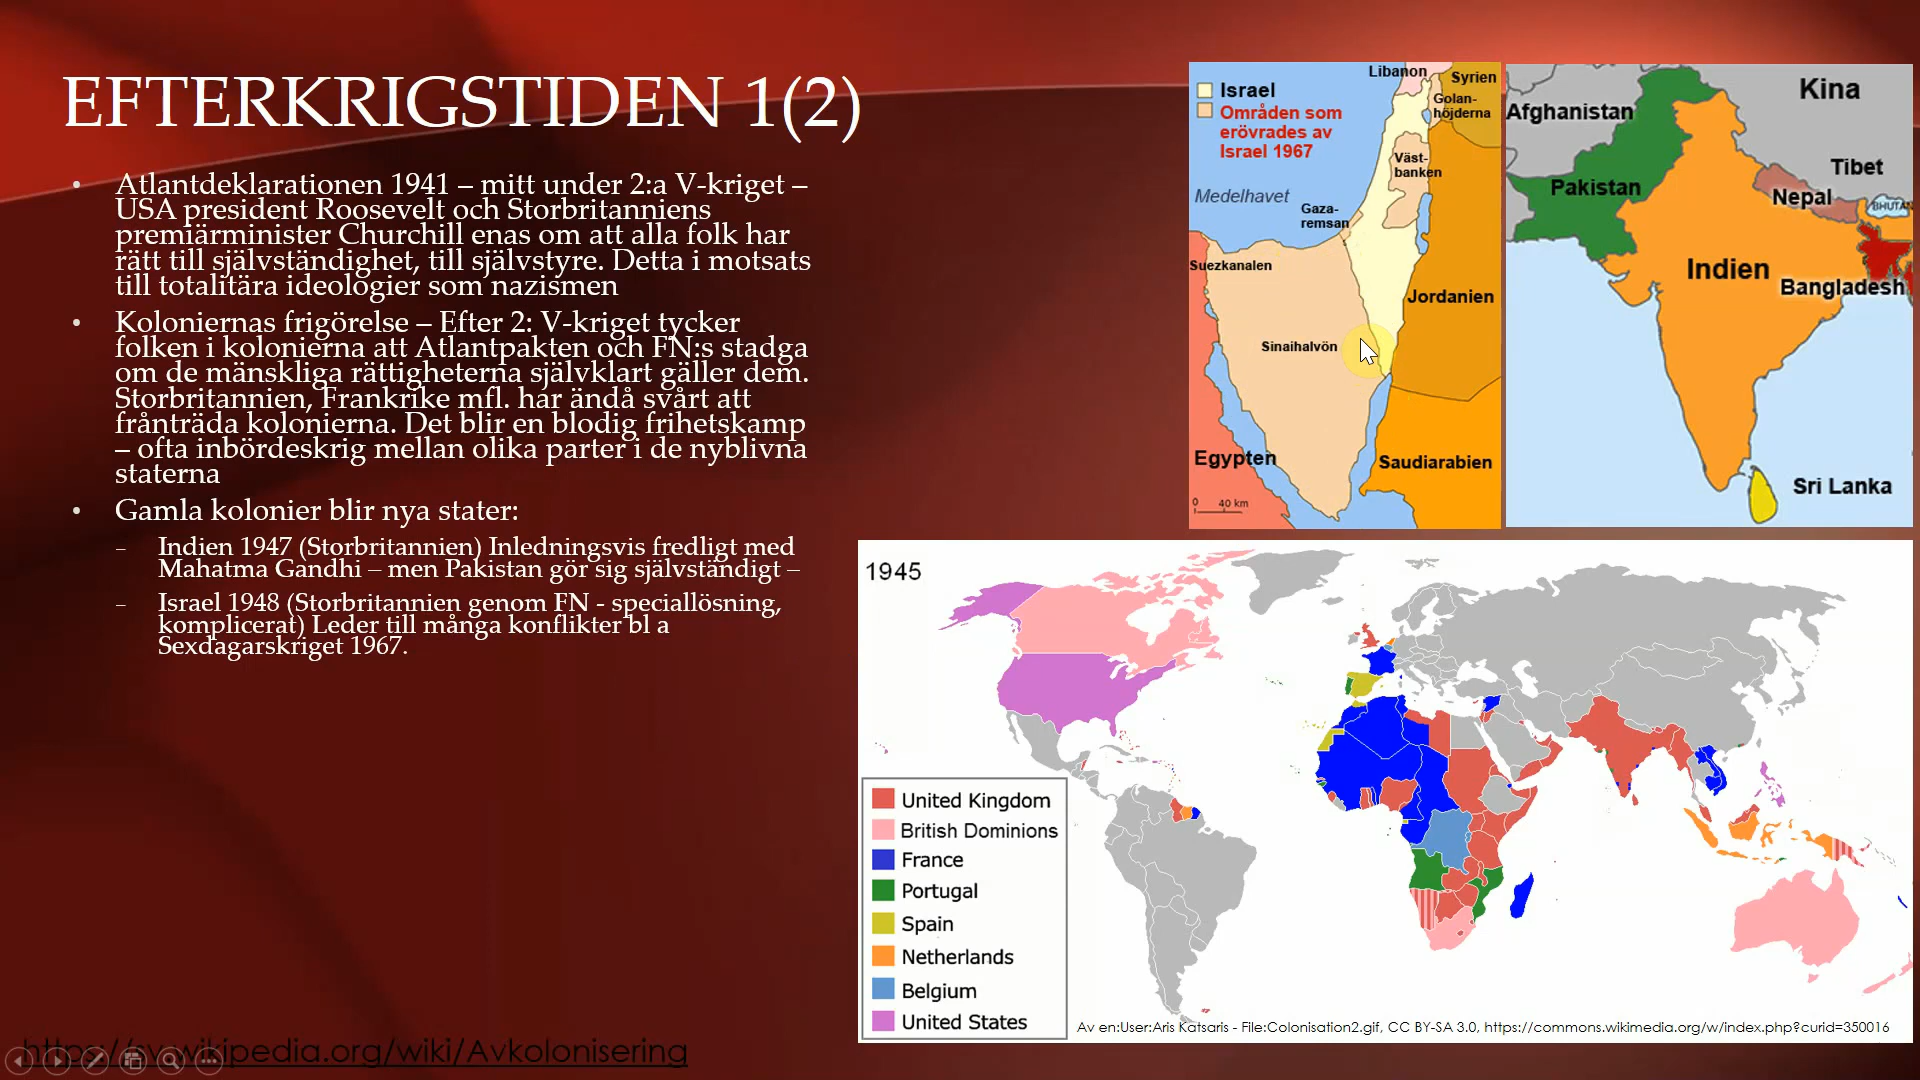 EFTERKRIGSTIDEN 1(2)
• Atlantdeklarationen 1941 – mitt under 2:a V-kriget –
USA president Roosevelt och Storbritanniens
premiärminister Churchill enas om att alla folk har
rätt till självständighet, till självstyre. Detta i motsats
till totalitära ideologier som nazismen
• Koloniernas frigörelse – Efter 2: V-kriget tycker
folken i kolonierna att Atlantpakten och FN:s stadga
om de mänskliga rättigheterna självklart gäller dem.
Storbritannien, Frankrike mfl. har ändå svårt att
frånträda kolonierna. Det blir en blodig frihetskamp
– ofta inbördeskrig mellan olika parter i de nyblivna
staterna
• Gamla kolonier blir nya stater:
– Indien 1947 (Storbritannien) Inledningsvis fredligt med
Mahatma Gandhi – men Pakistan gör sig självständigt –
– Israel 1948 (Storbritannien genom FN - speciallösning,
komplicerat) Leder till många konflikter bl a
Sexdagarskriget 1967.
https://sv.wikipedia.org/wiki/Avkolonisering
Israel
Områden som
erövrades av
Israel 1967
Libanon
Syrien
Golan-
höjderna
Väst-
banken
Medelhavet
Gaza-
remsan
Suezkanalen
Jordanien
Sinaihalvön
Egypten
Saudiarabien
0 40 km
Kina
Afghanistan
Tibet
Pakistan
Nepal
BHUTAN
Indien
Bangladesh
Sri Lanka
1945
United Kingdom
British Dominions
France
Portugal
Spain
Netherlands
Belgium
United States
Av en:User:Aris Katsaris - File:Colonisation2.gif, CC BY-SA 3.0, https://commons.wikimedia.org/w/index.php?curid=350016